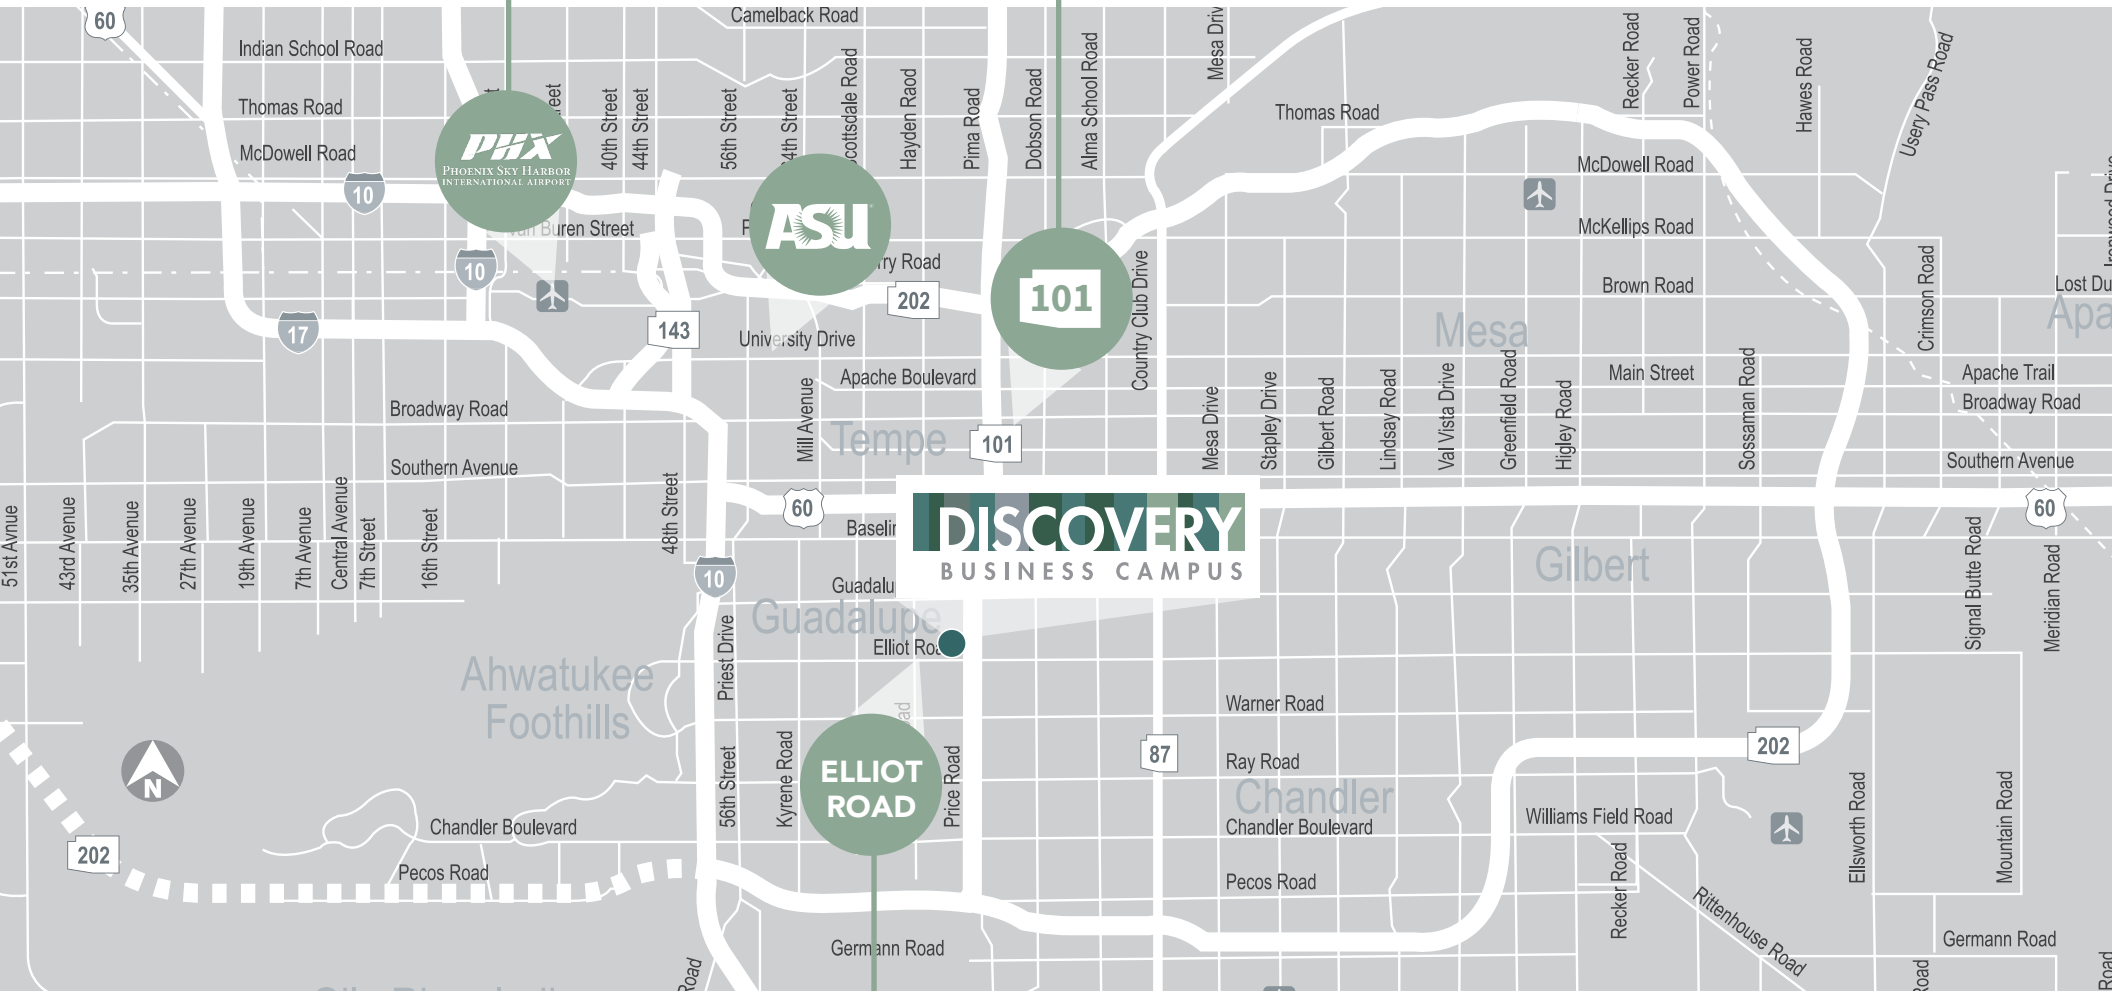 60
Camelback Road
Indian School Road
Thomas Road
McDowell Road
40th Street
44th Street
56th Street
Hayden Raod
Pima Road
Dobson Road
Alma School Road
Thomas Road
Recker Road
Power Road
Hawes Road
Usery Pass Road
McDowell Road
McKellips Road
Brown Road
Main Street
PHX
PHOENIX SKY HARBOR
INTERNATIONAL AIRPORT
10
Buren Street
10
17
143
ASU
Road
202
University Drive
Apache Boulevard
101
Country Club Drive
Mesa
Crimson Road
Apache Trail
Broadway Road
Southern Avenue
Broadway Road
Southern Avenue
Mill Avenue
Tempe
101
Mesa Drive
Stapley Drive
Gilbert Road
Lindsay Road
Val Vista Drive
Greenfield Road
Higley Road
Sossaman Road
51st Avnue
43rd Avenue
35th Avenue
27th Avenue
19th Avenue
7th Avenue
Central Avenue
7th Street
16th Street
48th Street
60
60
DISCOVERY
BUSINESS CAMPUS
10
Guadalupe
Elliot
Gilbert
Signal Butte Road
Meridian Road
Ahwatukee
Foothills
Priest Drive
56th Street
Kyrene Road
ELLIOT
ROAD
Price Road
87
Warner Road
Ray Road
Chandler
Chandler Boulevard
Pecos Road
202
Williams Field Road
Recker Road
Rittenhouse Road
Ellsworth Road
Mountain Road
Germann Road
N
202
Chandler Boulevard
Pecos Road
Germann Road
Road
Road
Road